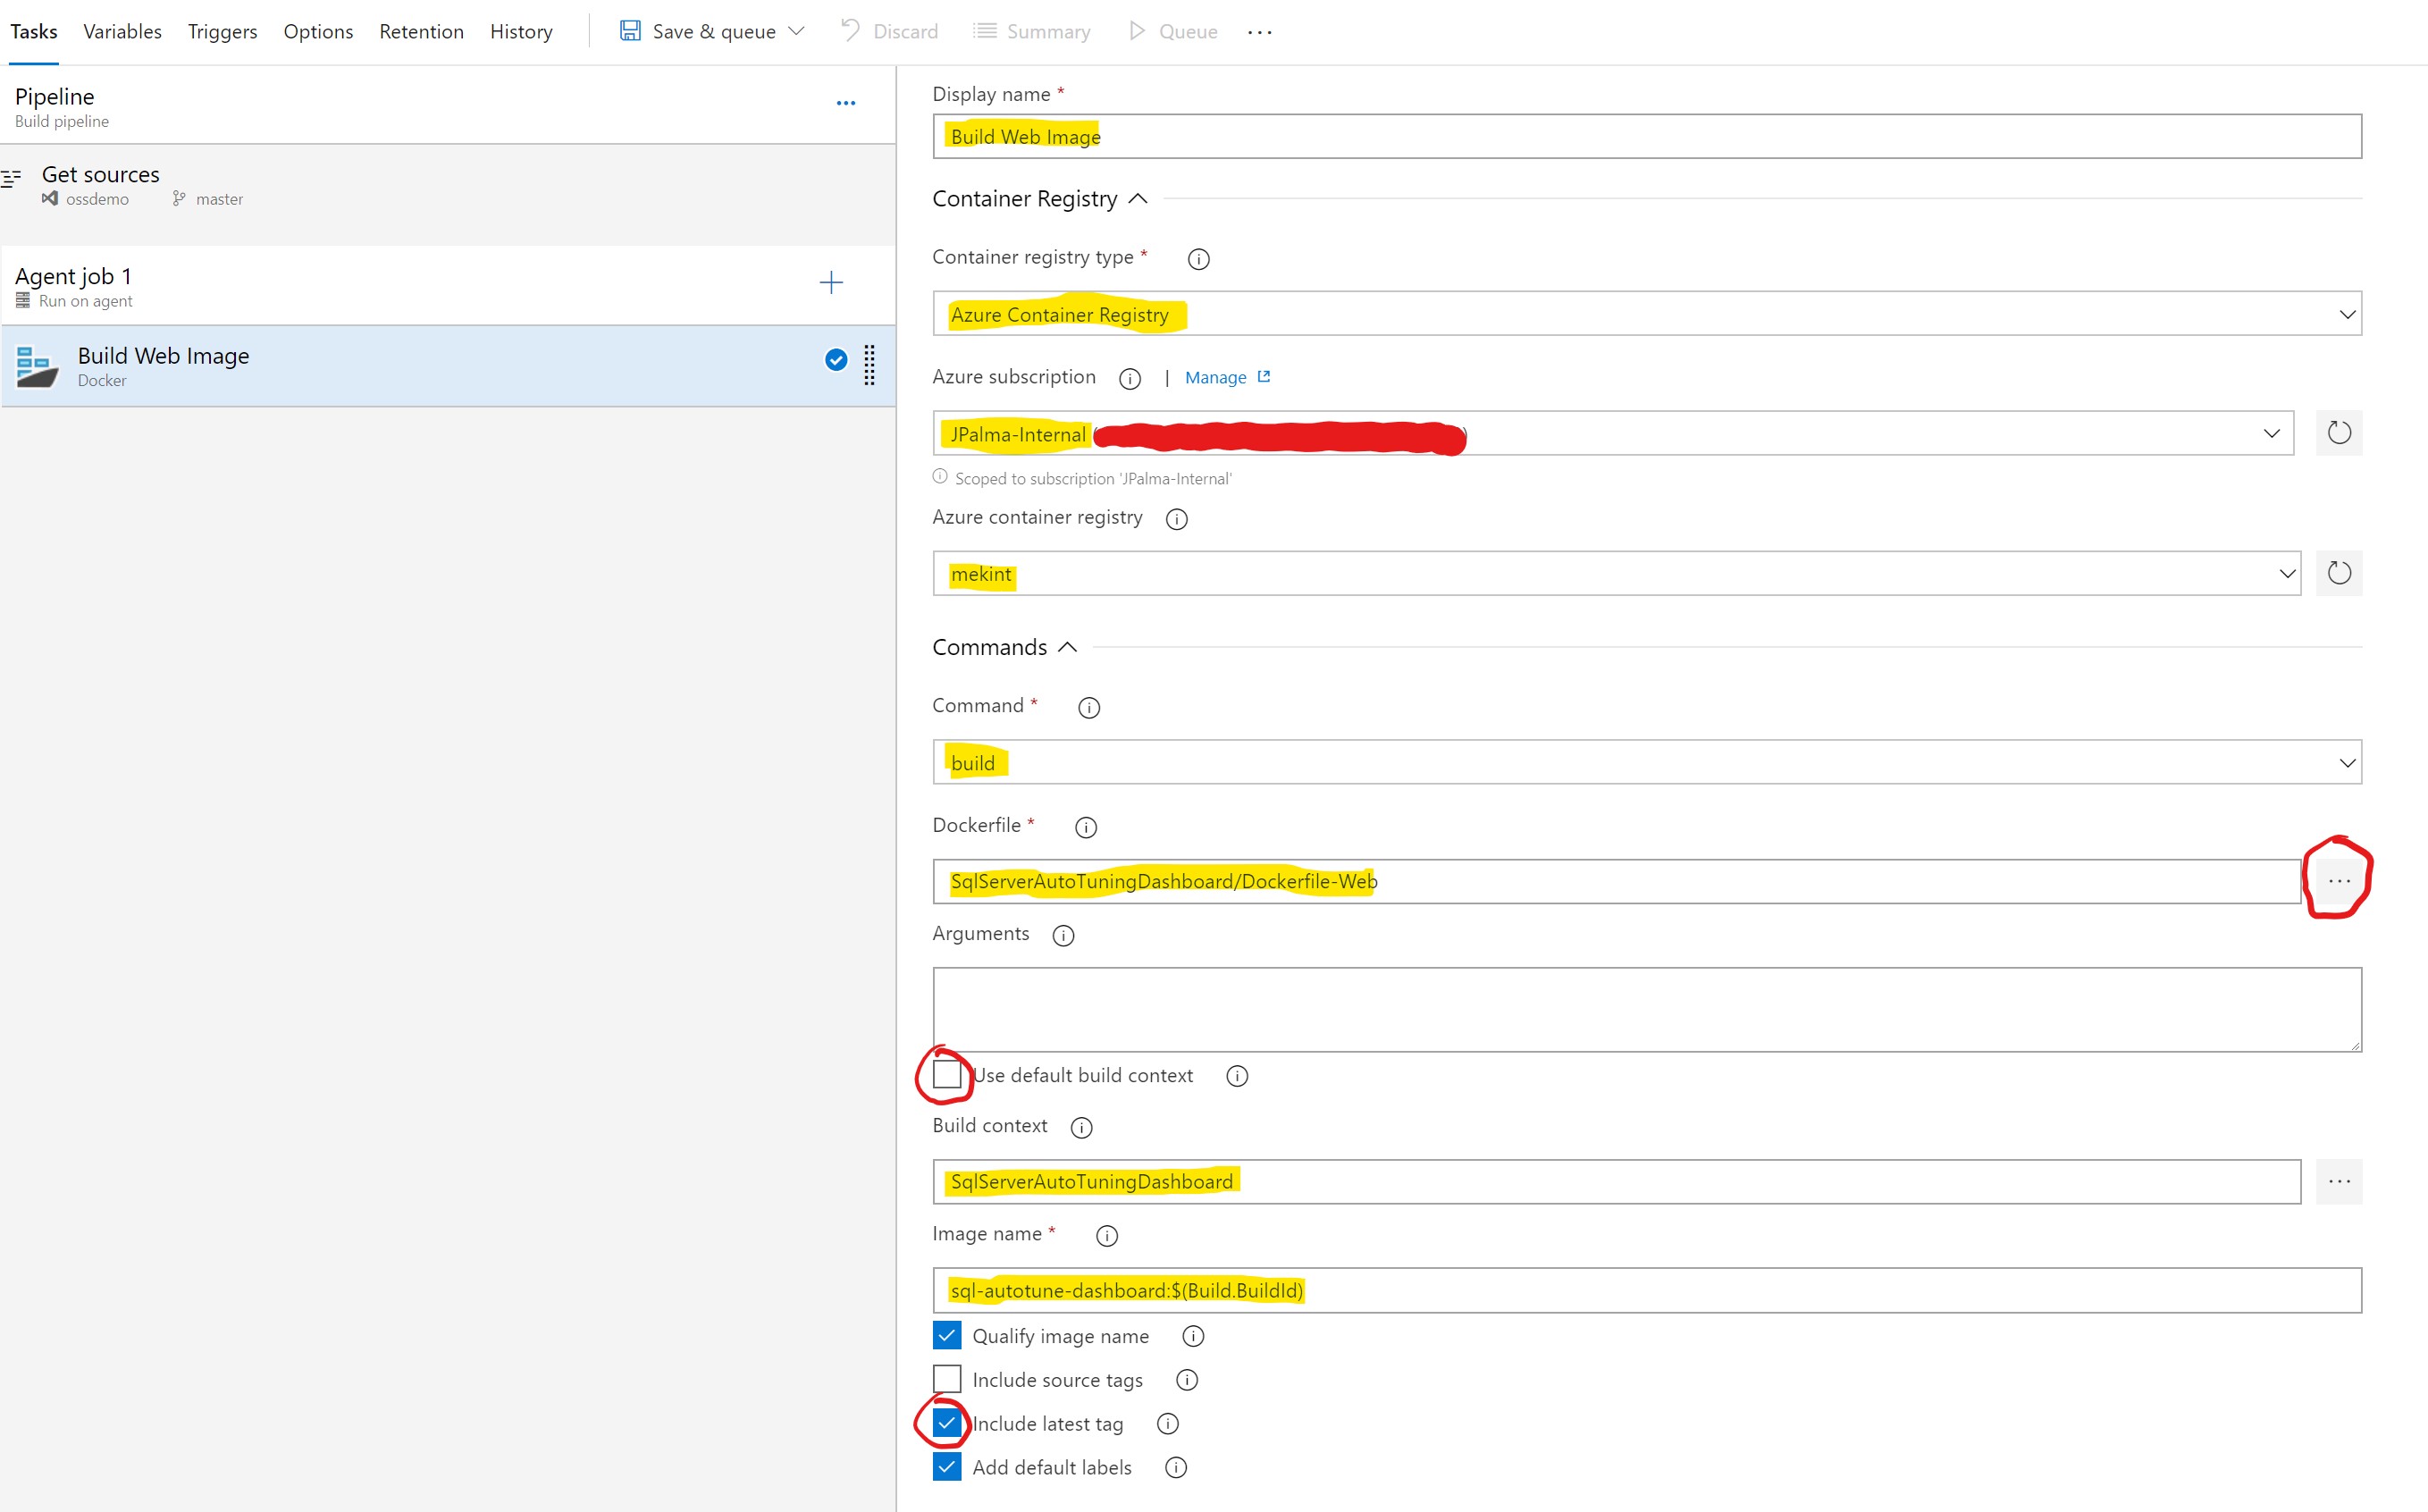 Tasks Variables Triggers Options Retention History Save & queue Discard Summary Queue ...
Pipeline
Build pipeline
Get sources
ossdemo master
Agent job 1
Run on agent
Build Web Image
Docker
Display name *
Build Web Image
Container Registry
Container registry type *
Azure Container Registry
Azure subscription | Manage
JPalma-Internal ( )
Scoped to subscription 'JPalma-Internal'
Azure container registry
mekint
Commands
Command *
build
Dockerfile *
SqlServerAutoTuningDashboard/Dockerfile-Web
Arguments
Use default build context
Build context
SqlServerAutoTuningDashboard
Image name *
sql-autotune-dashboard:$(Build.BuildId)
Qualify image name
Include source tags
Include latest tag
Add default labels